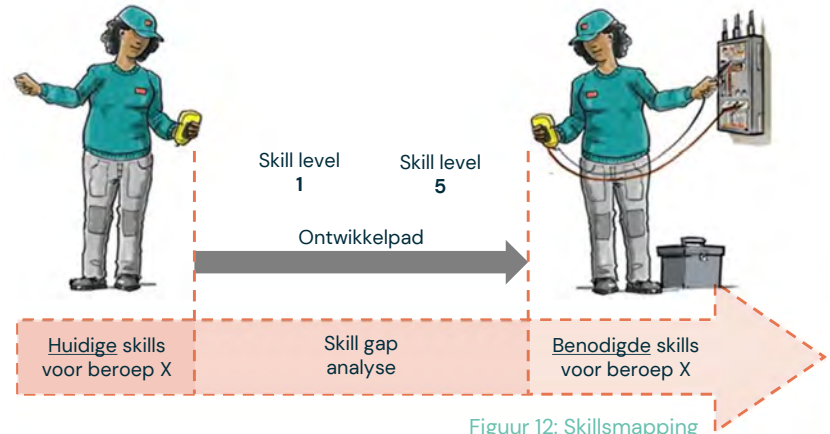 Skill level
1
Skill level
5
Ontwikkelpad
Huidige skills
voor beroep X
Skill gap
analyse
Benodigde skills
voor beroep X
Figuur 12: Skillsmapping